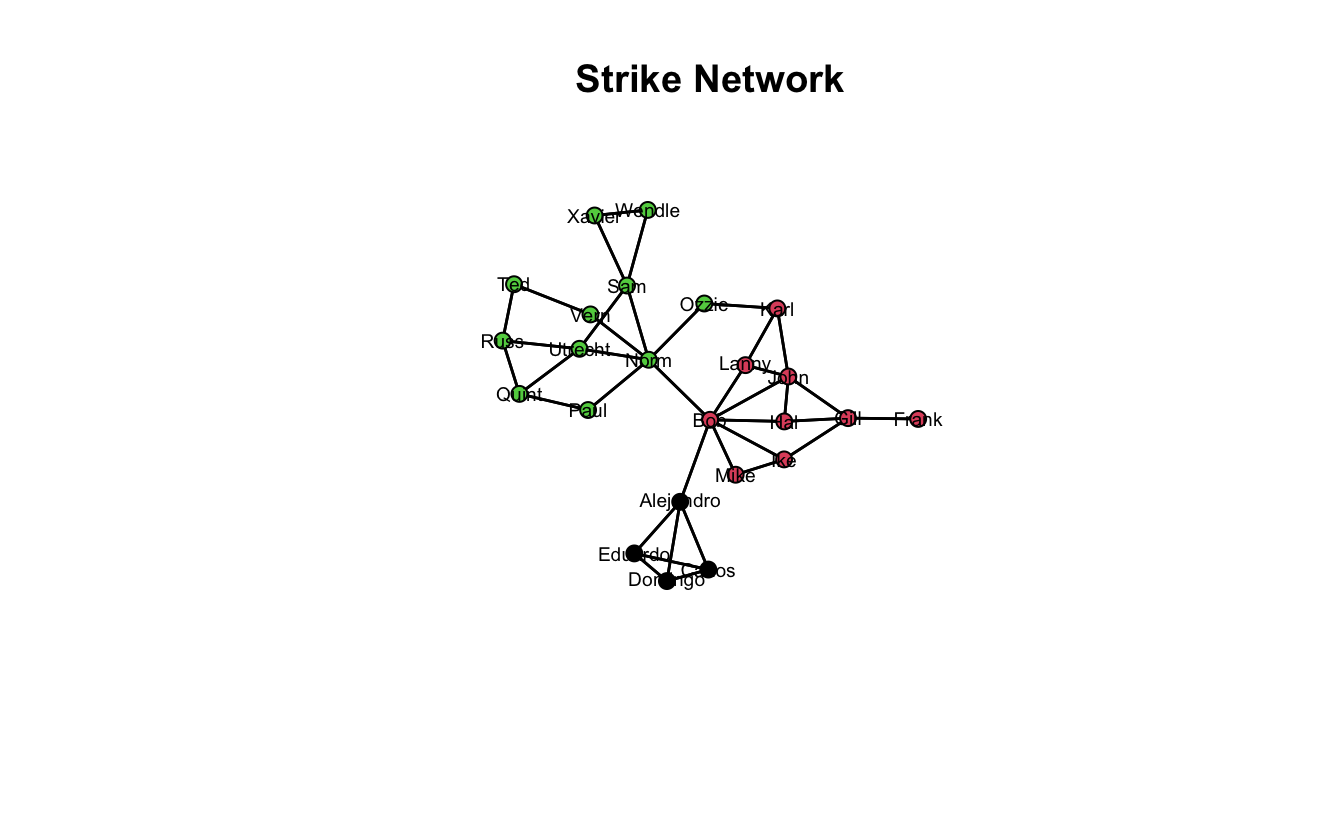 Strike Network
Xavier
Wendle
Ted
Sam
Ozzie
Karl
Vern
Russ
Utrecht
Norm
Lanny
John
Quint
Paul
Bob
Hal
Gill
Frank
Ike
Mike
Alejandro
Eduardo
Carlos
Domingo